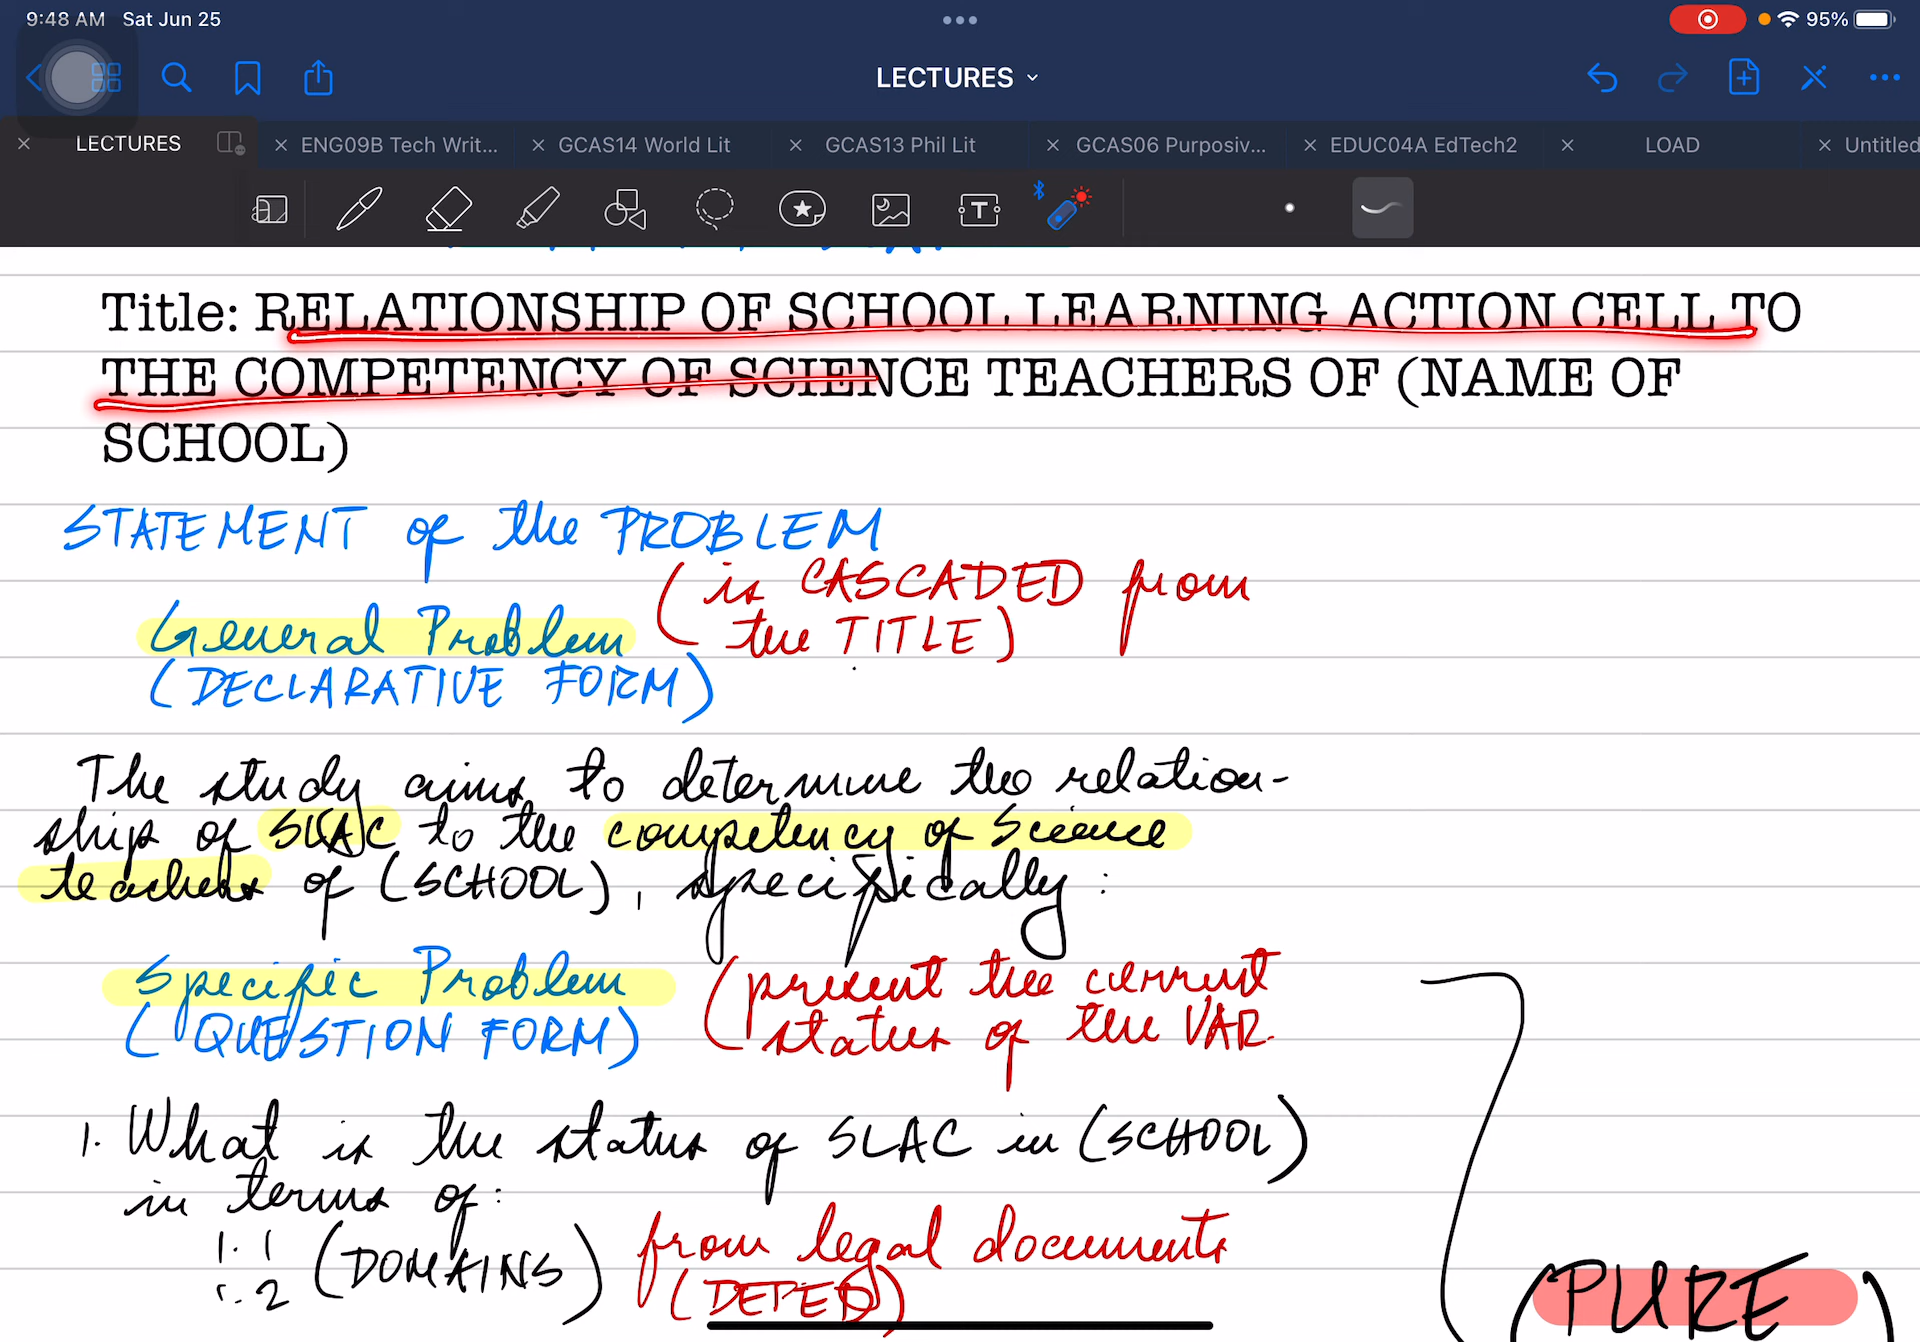 9:48 AM Sat Jun 25
95%
LECTURES
LECTURES
ENG09B Tech Writ...
GCAS14 World Lit
GCAS13 Phil Lit
GCAS06 Purposiv...
EDUC04A EdTech2
LOAD
Untitled
T
Title: RELATIONSHIP OF SCHOOL LEARNING ACTION CELL TO
THE COMPETENCY OF SCIENCE TEACHERS OF (NAME OF
SCHOOL)
STATEMENT of the PROBLEM
(is CASCADED from
General Problem
the TITLE)
(DECLARATIVE FORM)
The study aims to determine the relation-
ship of SLAC to the competency of Science
teachers of (SCHOOL), specifically:
Specific Problem (present the current
(QUESTION FORM) status of the VAR.
1. What is the status of SLAC in (SCHOOL)
in terms of:
1.1
(DOMAINS) from legal documents
1.2
(DEPED)
(PURE)